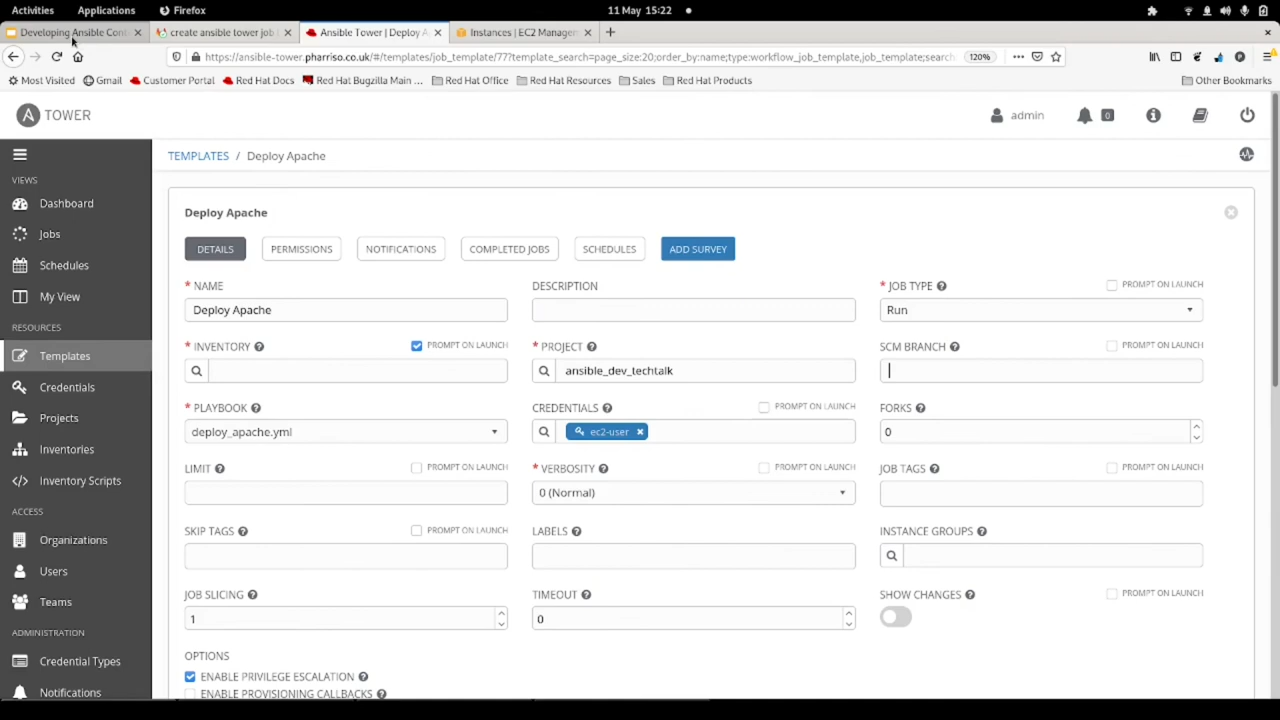 Activities Applications Firefox 11 May 15:22
Developing Ansible Cont create ansible tower job Ansible Tower | Deploy A Instances | EC2 Manager
https://ansible-tower.pharriso.co.uk/#/templates/job_template/77?template_search=page_size:20;order_by:name;type:workflow_job_template,job_template;search: 120%
Most Visited Gmail Customer Portal Red Hat Docs Red Hat Bugzilla Main ... Red Hat Office Red Hat Resources Sales Red Hat Products Other Bookmarks
A TOWER admin 0
TEMPLATES / Deploy Apache
VIEWS
Dashboard
Jobs
Schedules
My View
RESOURCES
Templates
Credentials
Projects
Inventories
Inventory Scripts
ACCESS
Organizations
Users
Teams
ADMINISTRATION
Credential Types
Notifications
Deploy Apache
DETAILS PERMISSIONS NOTIFICATIONS COMPLETED JOBS SCHEDULES ADD SURVEY
* NAME DESCRIPTION * JOB TYPE PROMPT ON LAUNCH
Deploy Apache Run
* INVENTORY PROMPT ON LAUNCH * PROJECT SCM BRANCH PROMPT ON LAUNCH
ansible_dev_techtalk
* PLAYBOOK CREDENTIALS PROMPT ON LAUNCH FORKS
deploy_apache.yml ec2-user 0
LIMIT PROMPT ON LAUNCH * VERBOSITY PROMPT ON LAUNCH JOB TAGS PROMPT ON LAUNCH
0 (Normal)
SKIP TAGS PROMPT ON LAUNCH LABELS INSTANCE GROUPS
JOB SLICING TIMEOUT SHOW CHANGES PROMPT ON LAUNCH
1 0
OPTIONS
ENABLE PRIVILEGE ESCALATION
ENABLE PROVISIONING CALLBACKS